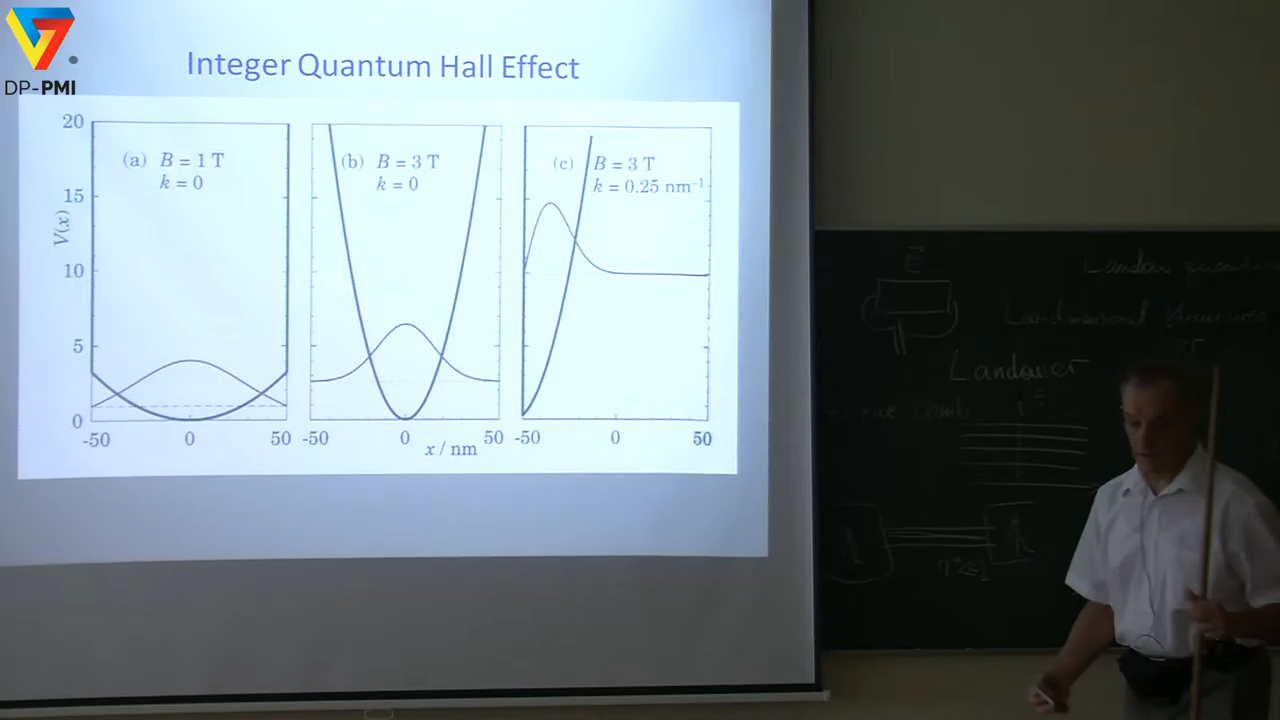 DP-PMI
Integer Quantum Hall Effect
20
15
10
5
0
V(x)
(a) B = 1 T
k = 0
(b) B = 3 T
k = 0
(c) B = 3 T
k = 0.25 nm⁻¹
-50 0 50
-50 0 50
-50 0 50
x / nm
E
Landauer